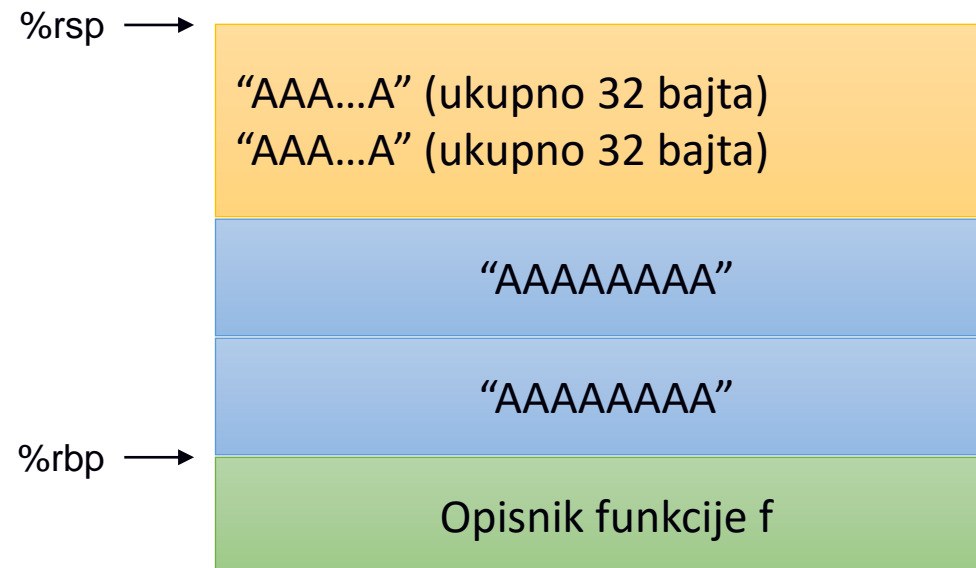 %rsp
“AAA…A” (ukupno 32 bajta)
“AAA…A” (ukupno 32 bajta)
“AAAAAAAA”
“AAAAAAAA”
%rbp
Opisnik funkcije f